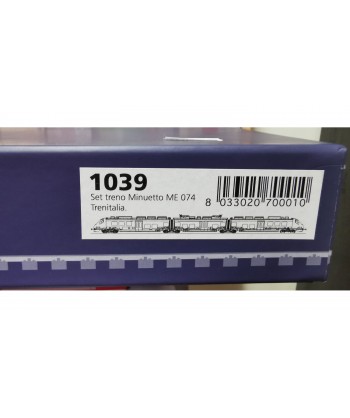 1039
Set treno Minuetto ME 074
Trenitalia.
8 033020 700010